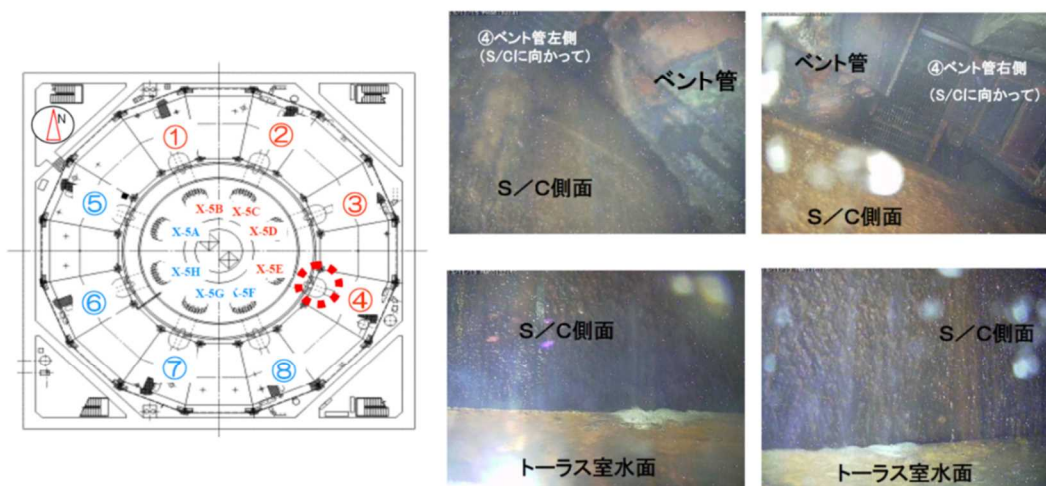 N
①
②
③
④
⑤
⑥
⑦
⑧
X-5B
X-5C
X-5A
X-5D
X-5H
X-5E
X-5G
X-5F
④ベント管左側
(S/Cに向かって)
ベント管
S/C側面
ベント管
④ベント管右側
(S/Cに向かって)
S/C側面
S/C側面
トーラス室水面
S/C側面
トーラス室水面